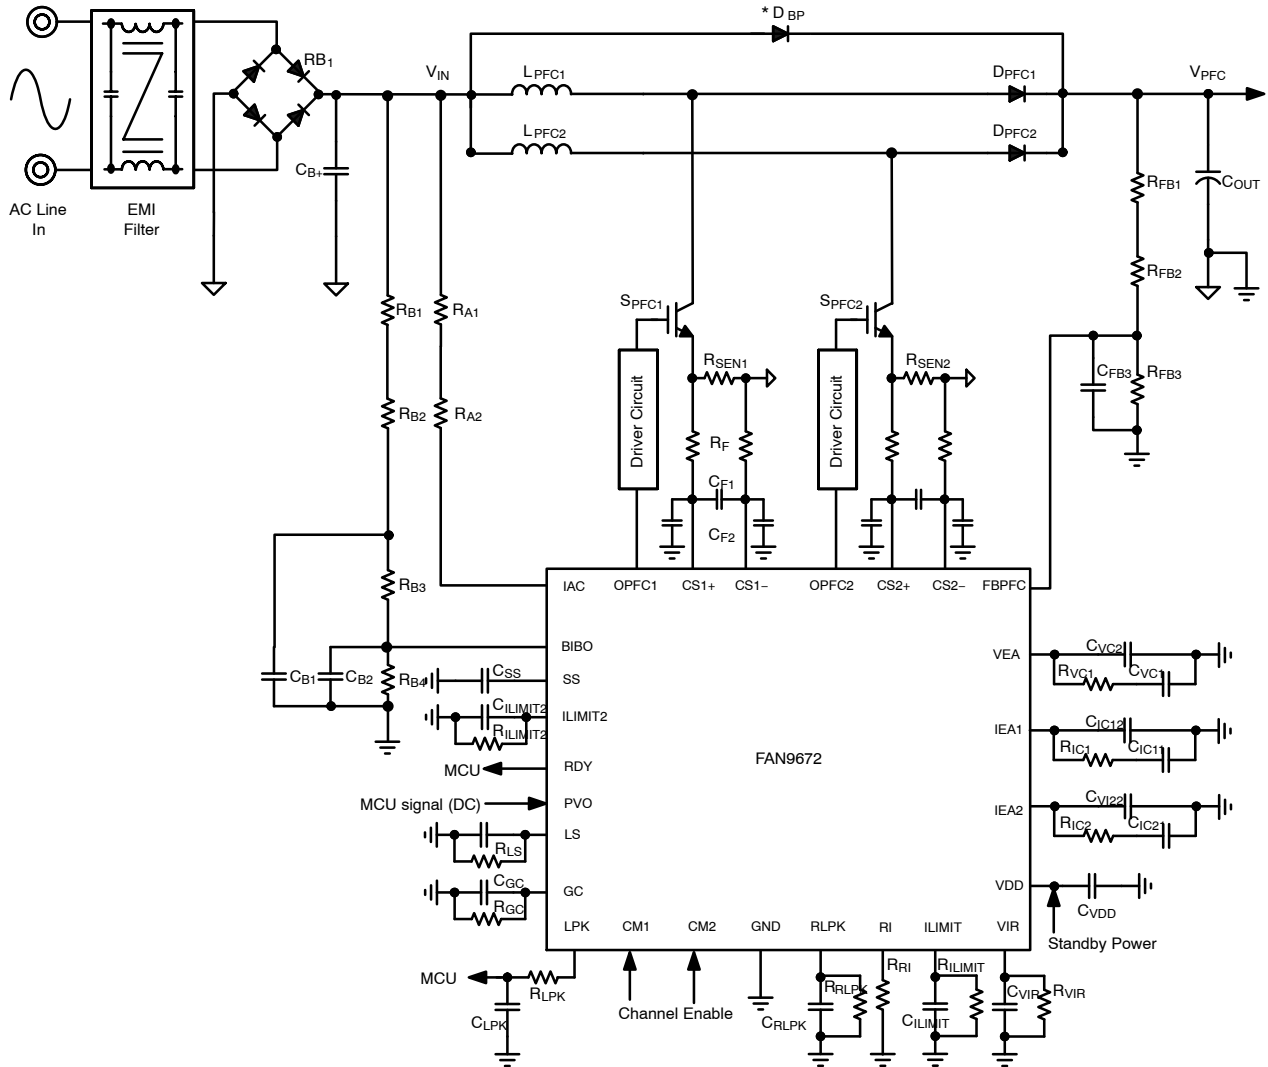 * D BP
RB1
VIN
L PFC1
DPFC1
VPFC
L PFC2
DPFC2
CB+
RFB1
COUT
AC Line
In
EMI
Filter
RFB2
RB1
RA1
SPFC1
SPFC2
RSEN1
RSEN2
CFB3
RFB3
RB2
RA2
Driver Circuit
RF
Driver Circuit
CF1
CF2
RB3
IAC
OPFC1
CS1+
CS1−
OPFC2
CS2+
CS2−
FBPFC
BIBO
VEA
CVC2
RVC1
CVC1
CB1
CB2
RB4
CSS
SS
CILIMIT2
ILIMIT2
RILIMIT2
IEA1
CIC12
RIC1
CIC11
FAN9672
MCU
RDY
MCU signal (DC)
PVO
IEA2
CVI22
RIC2
CIC21
LS
RLS
CGC
GC
RGC
VDD
CVDD
LPK
CM1
CM2
GND
RLPK
RI
ILIMIT
VIR
Standby Power
MCU
RLPK
CLPK
Channel Enable
RRLPK
CRLPK
RRI
RILIMIT
CILIMIT
CVIR
RVIR